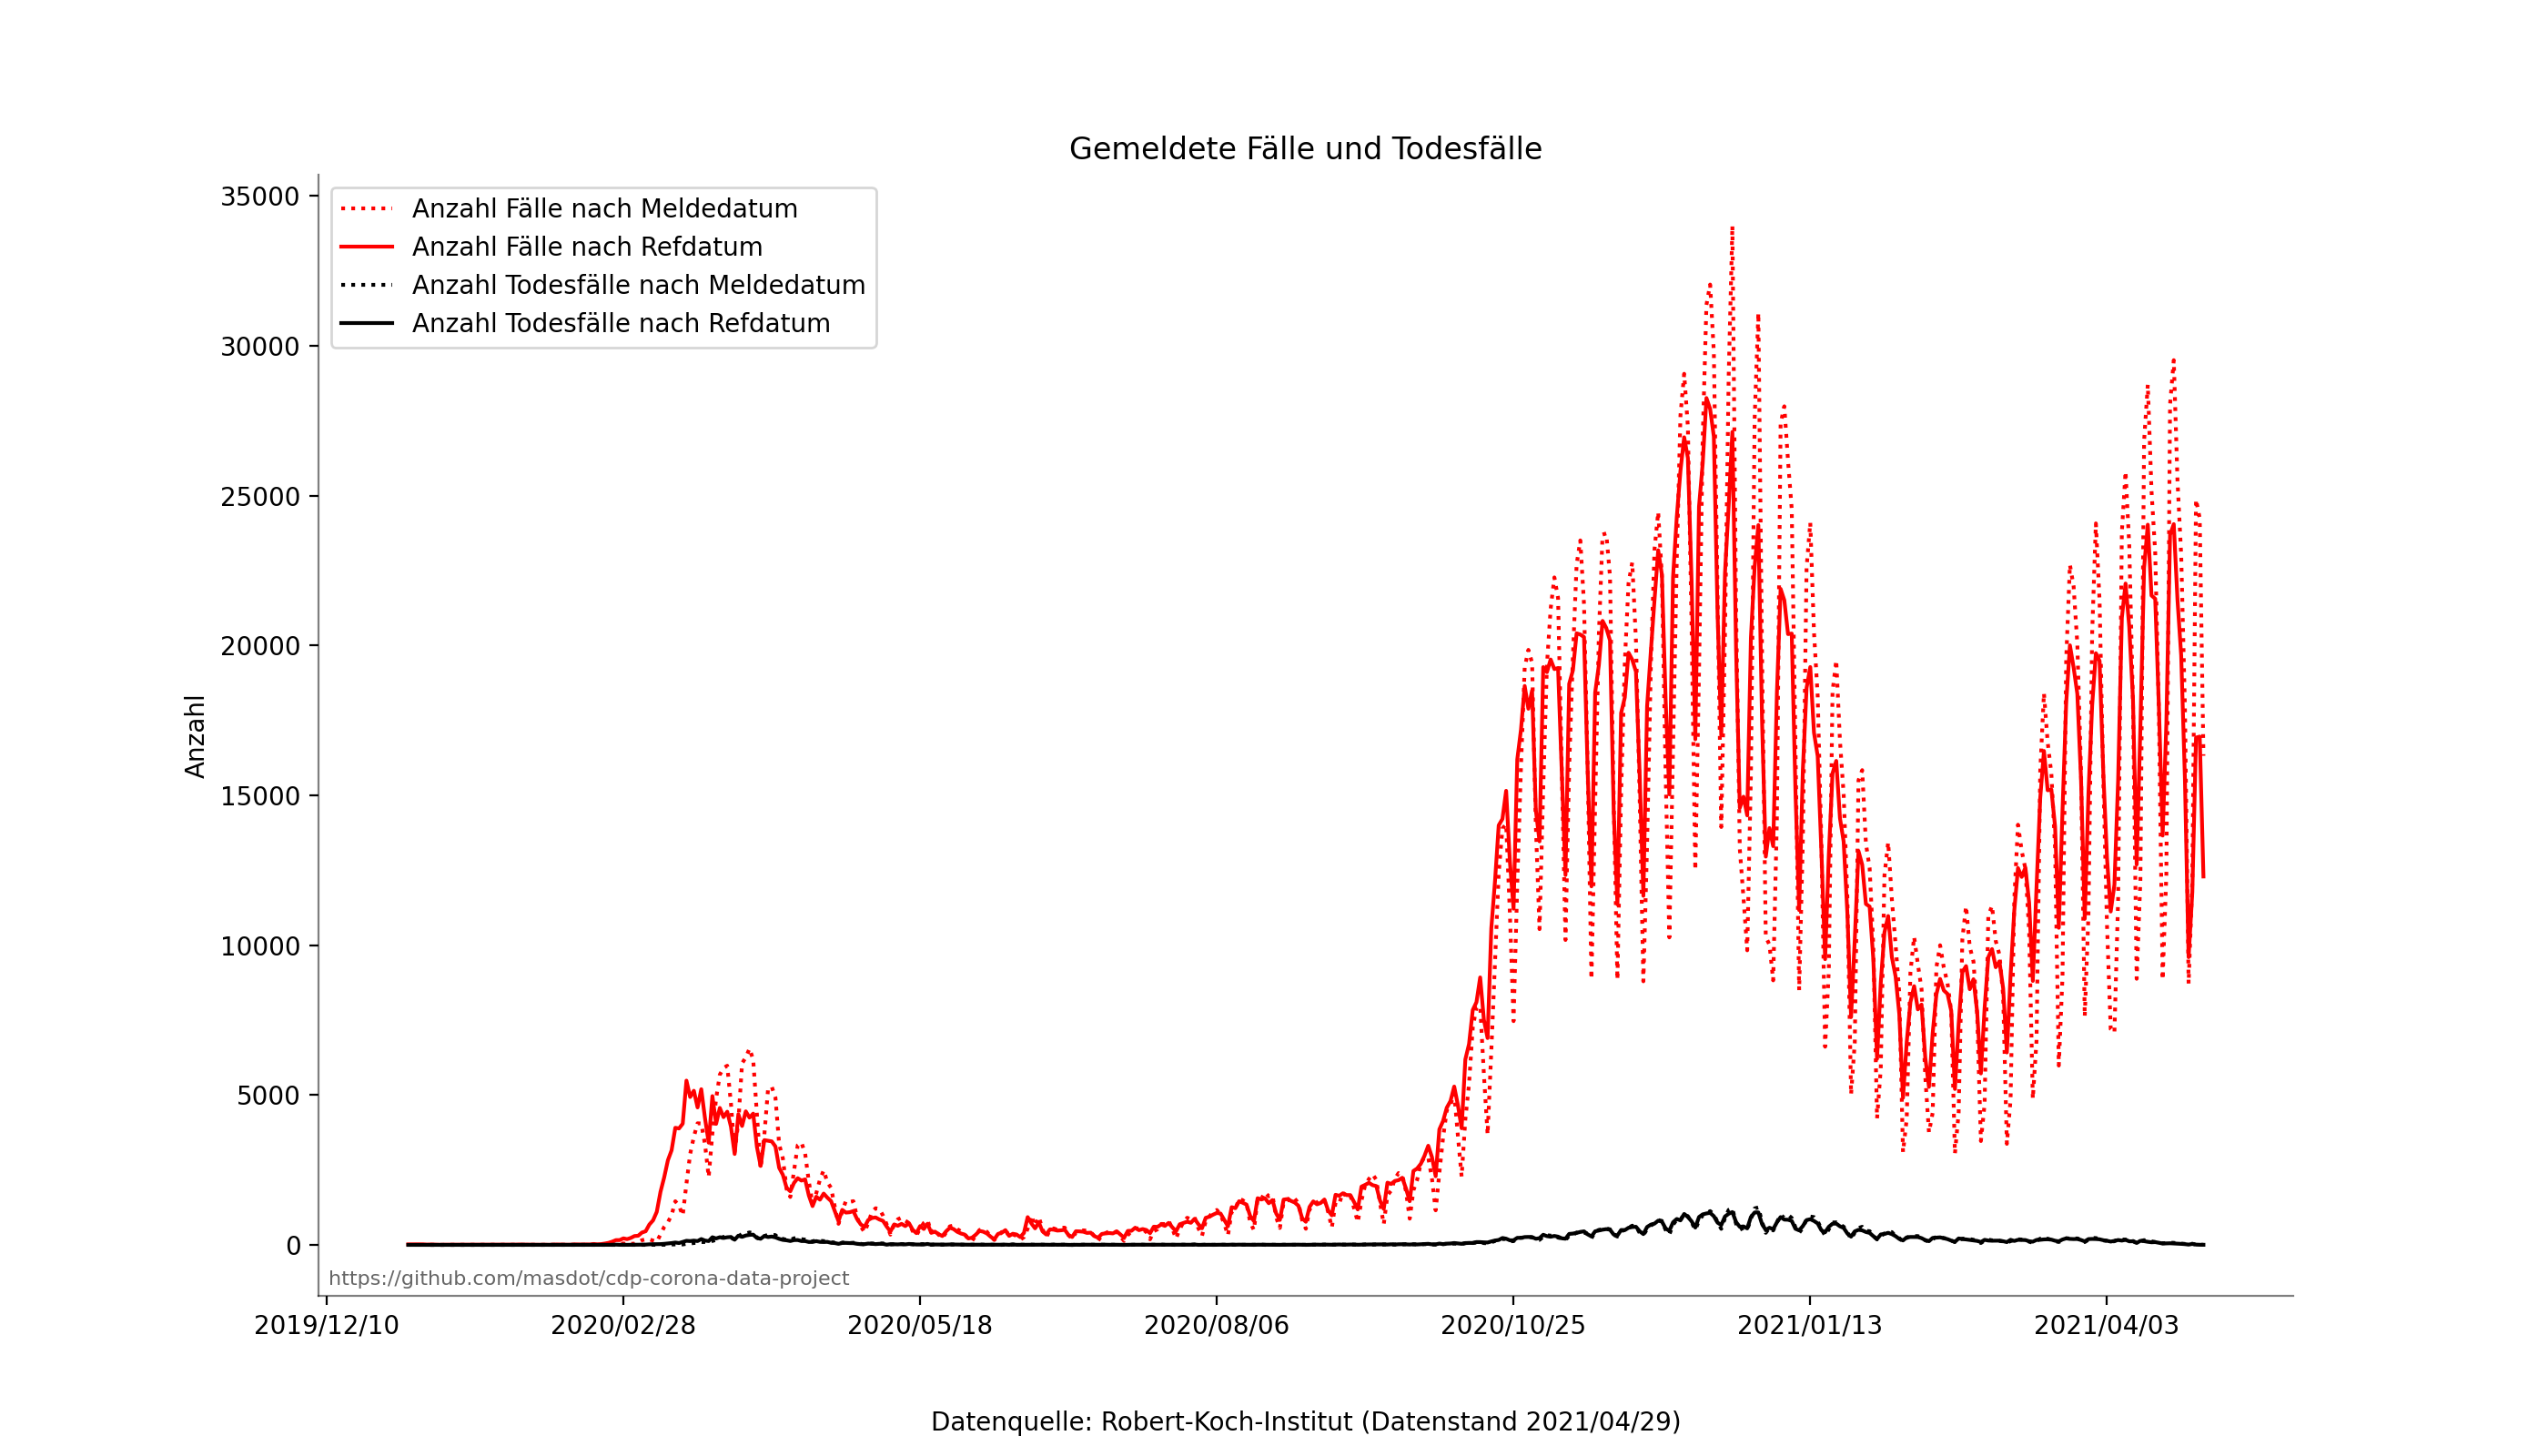 Gemeldete Fälle und Todesfälle
35000
30000
25000
20000
15000
10000
5000
0
Anzahl
Anzahl Fälle nach Meldedatum
Anzahl Fälle nach Refdatum
Anzahl Todesfälle nach Meldedatum
Anzahl Todesfälle nach Refdatum
https://github.com/masdot/cdp-corona-data-project
2019/12/10 2020/02/28 2020/05/18 2020/08/06 2020/10/25 2021/01/13 2021/04/03
Datenquelle: Robert-Koch-Institut (Datenstand 2021/04/29)